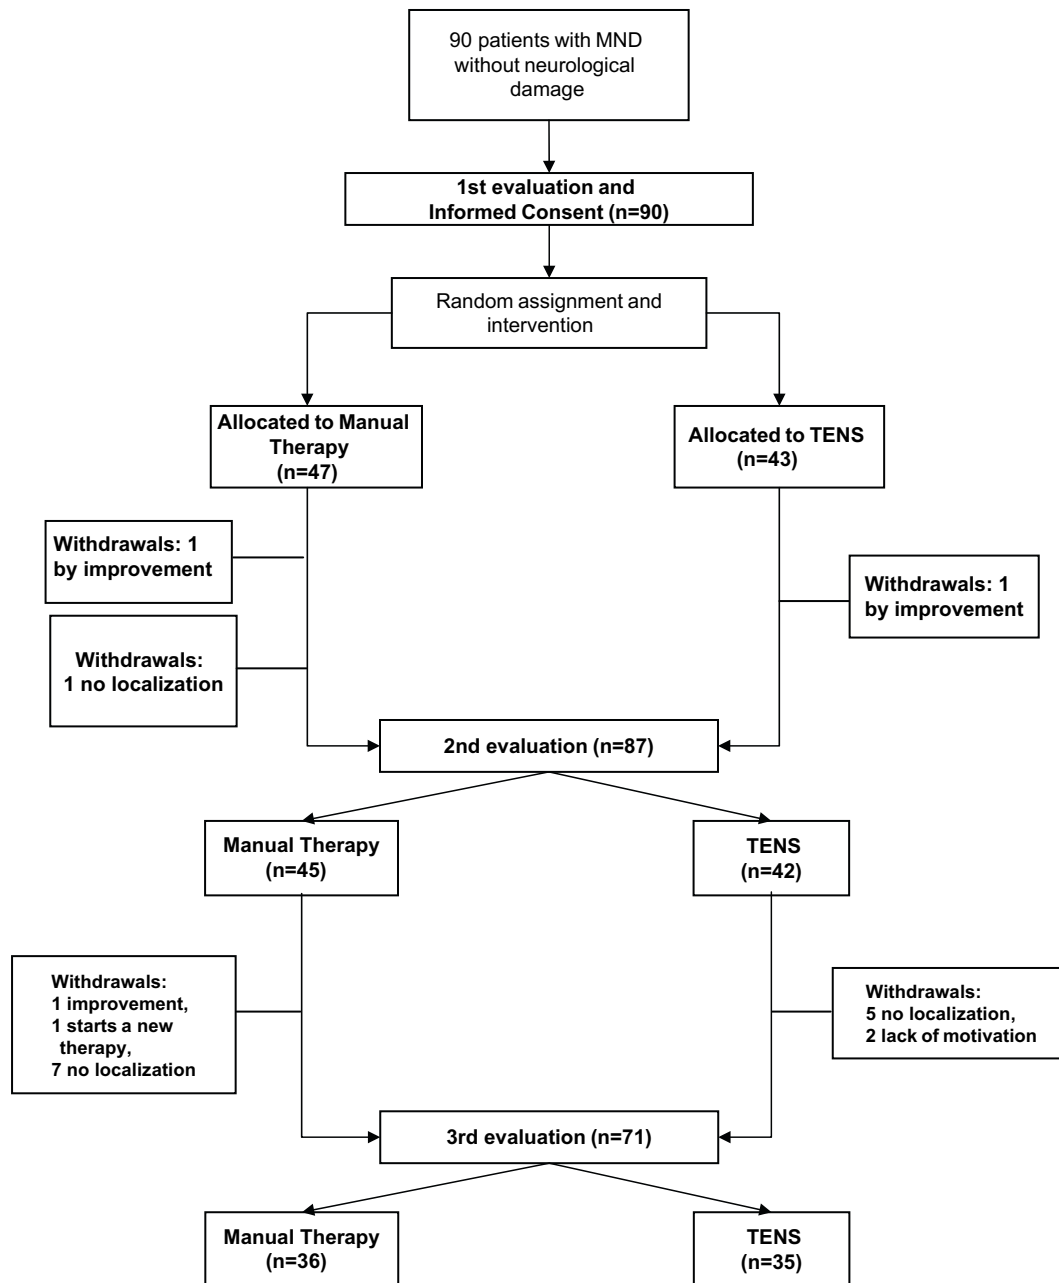 90 patients with MND
without neurological
damage
1st evaluation and
Informed Consent (n=90)
Random assignment and
intervention
Allocated to Manual
Therapy
(n=47)
Allocated to TENS
(n=43)
Withdrawals: 1
by improvement
Withdrawals: 1
by improvement
Withdrawals:
1 no localization
2nd evaluation (n=87)
Manual Therapy
(n=45)
TENS
(n=42)
Withdrawals:
1 improvement,
1 starts a new
therapy,
7 no localization
Withdrawals:
5 no localization,
2 lack of motivation
3rd evaluation (n=71)
Manual Therapy
(n=36)
TENS
(n=35)